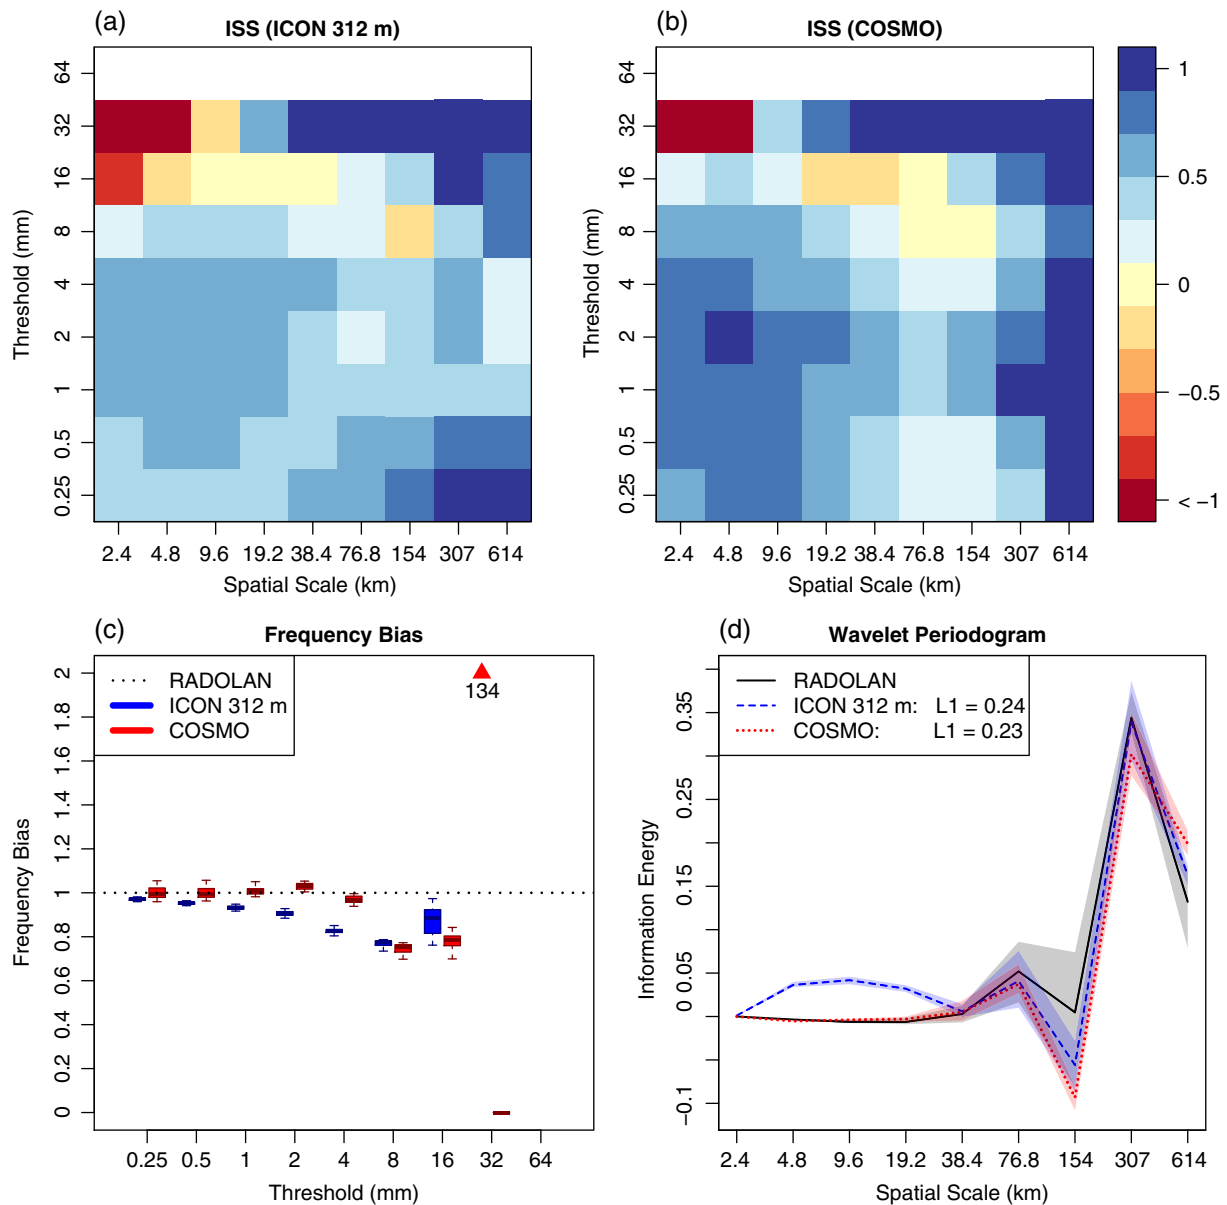 (a)
ISS (ICON 312 m)
Threshold (mm)
64
32
16
8
4
2
1
0.5
0.25
2.4 4.8 9.6 19.2 38.4 76.8 154 307 614
Spatial Scale (km)
(b)
ISS (COSMO)
Threshold (mm)
64
32
16
8
4
2
1
0.5
0.25
2.4 4.8 9.6 19.2 38.4 76.8 154 307 614
Spatial Scale (km)
1
0.5
0
−0.5
< −1
(c)
Frequency Bias
RADOLAN
ICON 312 m
COSMO
134
Frequency Bias
2
1.8
1.6
1.4
1.2
1
0.8
0.6
0.4
0.2
0
0.25 0.5 1 2 4 8 16 32 64
Threshold (mm)
(d)
Wavelet Periodogram
RADOLAN
ICON 312 m: L1 = 0.24
COSMO: L1 = 0.23
Information Energy
0.35
0.25
0.15
0.05
0
−0.1
2.4 4.8 9.6 19.2 38.4 76.8 154 307 614
Spatial Scale (km)